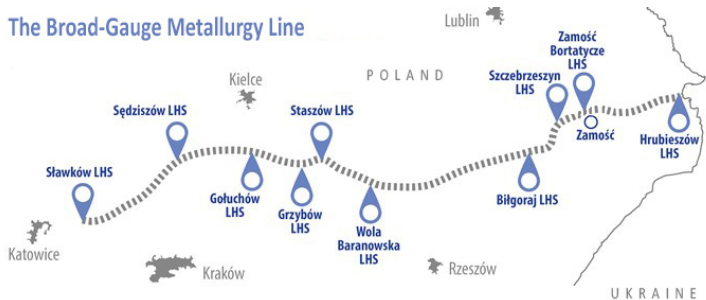 The Broad-Gauge Metallurgy Line
Lublin
Zamość
Bortatycze
LHS
Kielce
POLAND
Szczebrzeszyn
LHS
Sędziszów LHS
Staszów LHS
Zamość
Hrubieszów
LHS
Sławków LHS
Gołuchów
LHS
Grzybów
LHS
Biłgoraj LHS
Wola
Baranowska
LHS
Katowice
Kraków
Rzeszów
UKRAINE